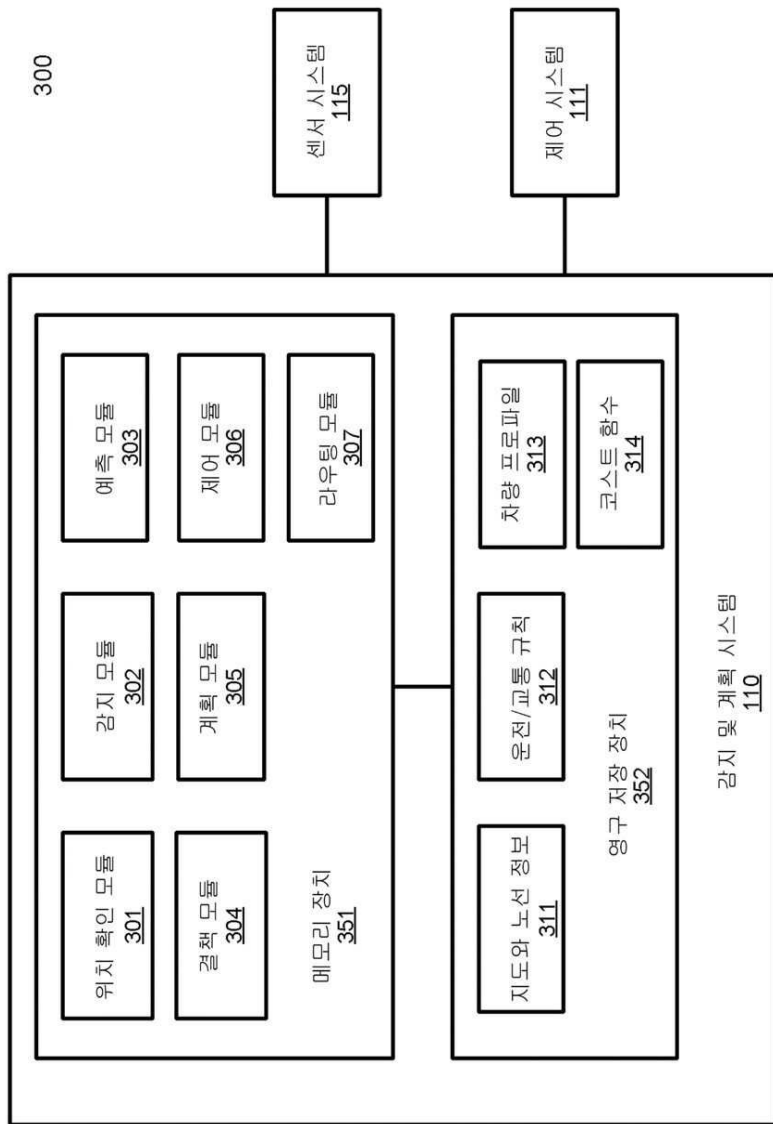 300
위치 확인 모듈
301
감지 모듈
302
예측 모듈
303
결책 모듈
304
계획 모듈
305
제어 모듈
306
라우팅 모듈
307
메모리 장치
351
지도와 노선 정보
311
운전/교통 규칙
312
차량 프로파일
313
코스트 함수
314
영구 저장 장치
352
감지 및 계획 시스템
110
센서 시스템
115
제어 시스템
111